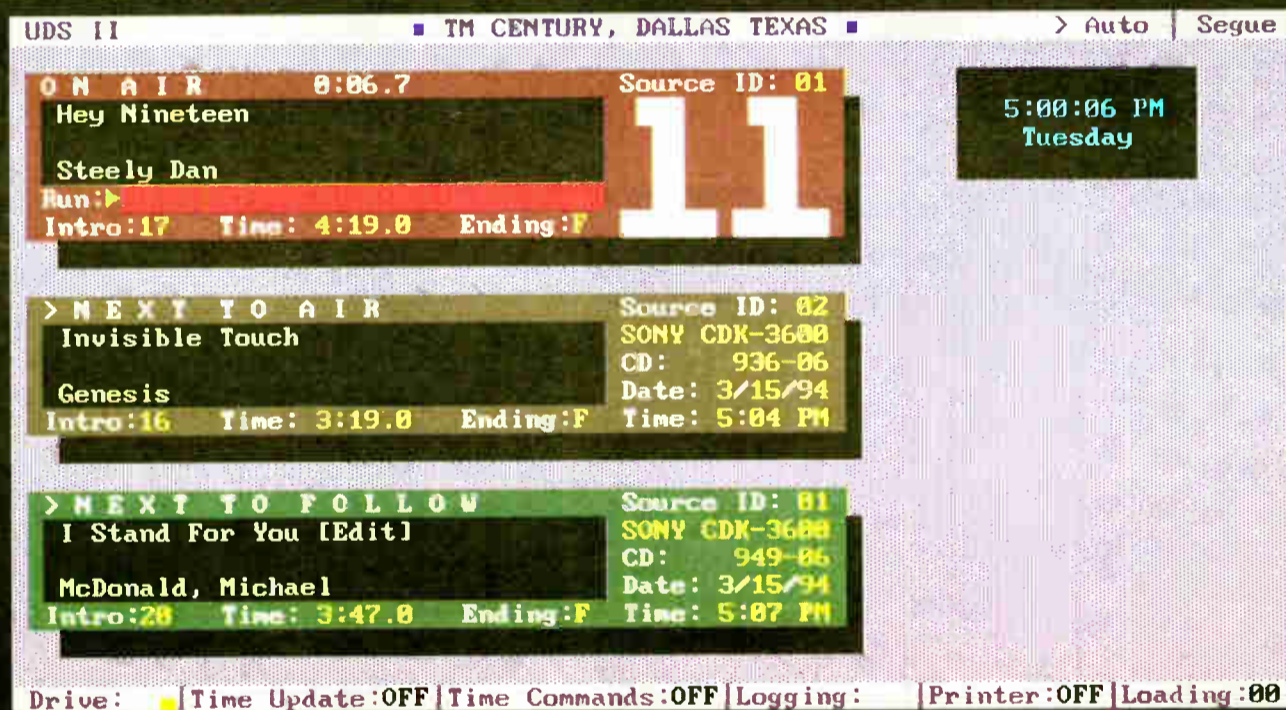 UDS II ■ TM CENTURY, DALLAS TEXAS ■ > Auto | Segue
O N A I R 0:06.7 Source ID: 01
Hey Nineteen
11
Steely Dan
Run:►
Intro:17 Time: 4:19.0 Ending:F
5:00:06 PM
Tuesday
>N E X T T O A I R Source ID: 02
Invisible Touch SONY CDK-3600
CD: 936-06
Genesis Date: 3/15/94
Intro:16 Time: 3:19.0 Ending:F Time: 5:04 PM
>N E X T T O F O L L O W Source ID: 01
I Stand For You [Edit] SONY CDK-3600
CD: 949-06
McDonald, Michael Date: 3/15/94
Intro:20 Time: 3:47.0 Ending:F Time: 5:07 PM
Drive: |Time Update:OFF|Time Commands:OFF|Logging: |Printer:OFF|Loading:00